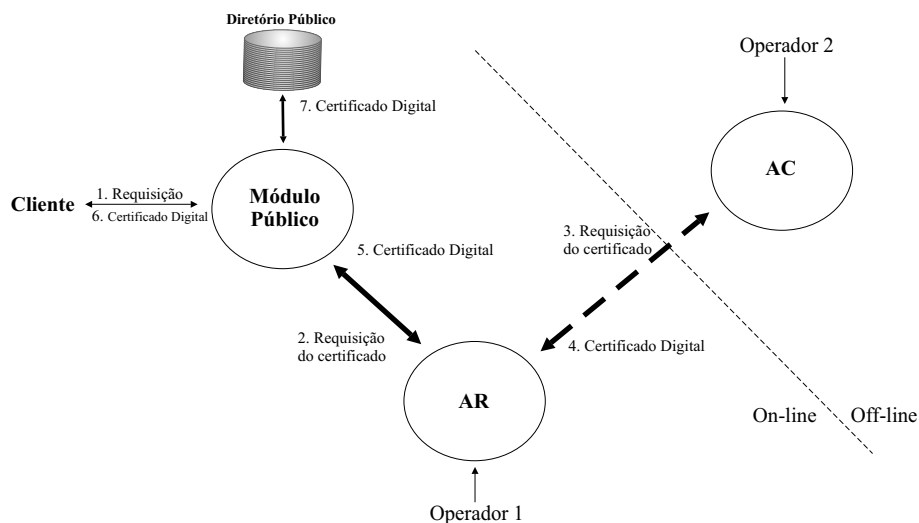 Diretório Público
Operador 2
7. Certificado Digital
AC
Cliente
1. Requisição
6. Certificado Digital
Módulo
Público
3. Requisição
do certificado
5. Certificado Digital
2. Requisição
do certificado
4. Certificado Digital
AR
On-line
Off-line
Operador 1